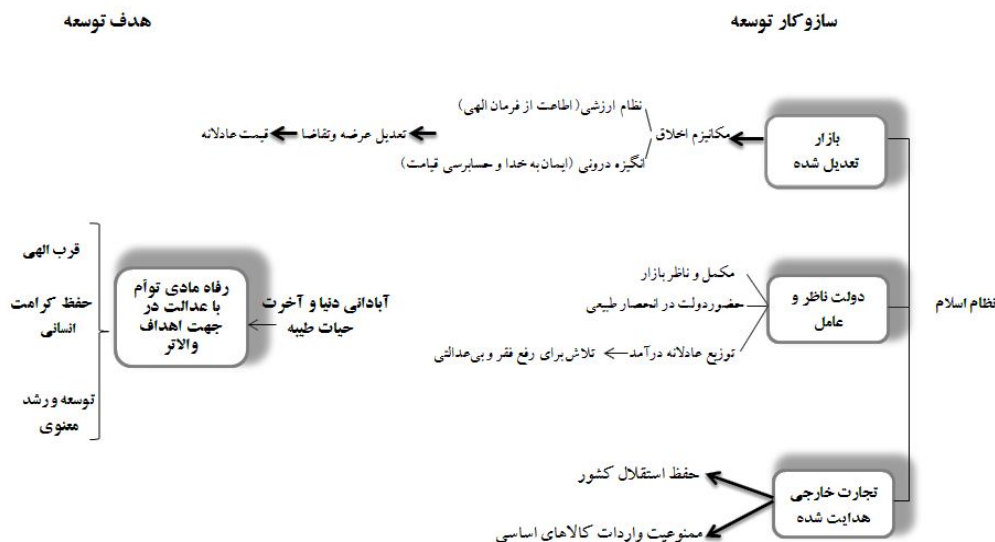 سازوکار توسعه
هدف توسعه
نظام اسلام
بازار
تعدیل شده
مکانیزم اخلاق
نظام ارزشی (اطاعت از فرمان الهی)
انگیزه درونی (ایمان به خدا و حسابرسی قیامت)
تعدیل عرضه وتقاضا
قیمت عادلانه
دولت ناظر و
عامل
مکمل و ناظر بازار
حضور دولت در انحصار طبیعی
توزیع عادلانه درآمد
تلاش برای رفع فقر و بی‌عدالتی
تجارت خارجی
هدایت شده
حفظ استقلال کشور
ممنوعیت واردات کالاهای اساسی
آبادانی دنیا و آخرت
حیات طیبه
رفاه مادی توأم
با عدالت در
جهت اهداف
والاتر
قرب الهی
حفظ کرامت
انسانی
توسعه و رشد
معنوی